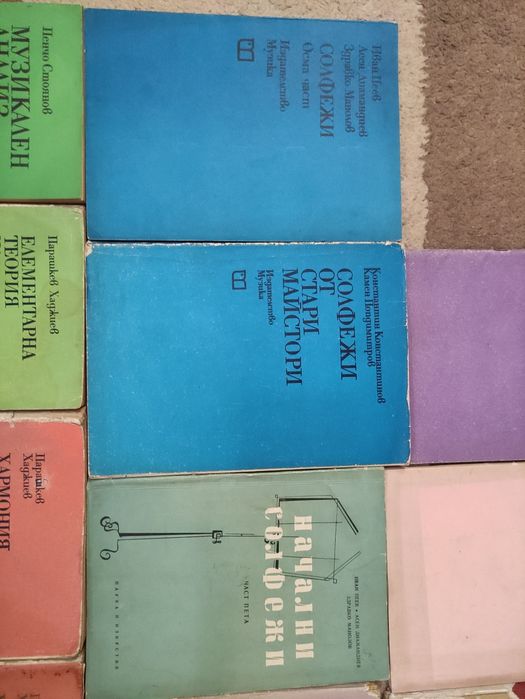 Пенчо Стоянов
МУЗИКАЛЕН
АНАЛИЗ
Иван Пеев
Асен Диамандиев
Здравко Манолов
СОЛФЕЖИ
Осма част
Издателство
Музика
Парашкев Хаджиев
ЕЛЕМЕНТАРНА
ТЕОРИЯ
Константин Константинов
Камен Попдимитров
СОЛФЕЖИ
ОТ
СТАРИ
МАЙСТОРИ
Издателство
Музика
Парашкев
Хаджиев
ХАРМОНИЯ
ИВАН ПЕЕВ • АСЕН ДИАМАНДИЕВ
ЗДРАВКО МАНОЛОВ
начални
солфежи
ЧАСТ ПЕТА
НАУКА И ИЗКУСТВО